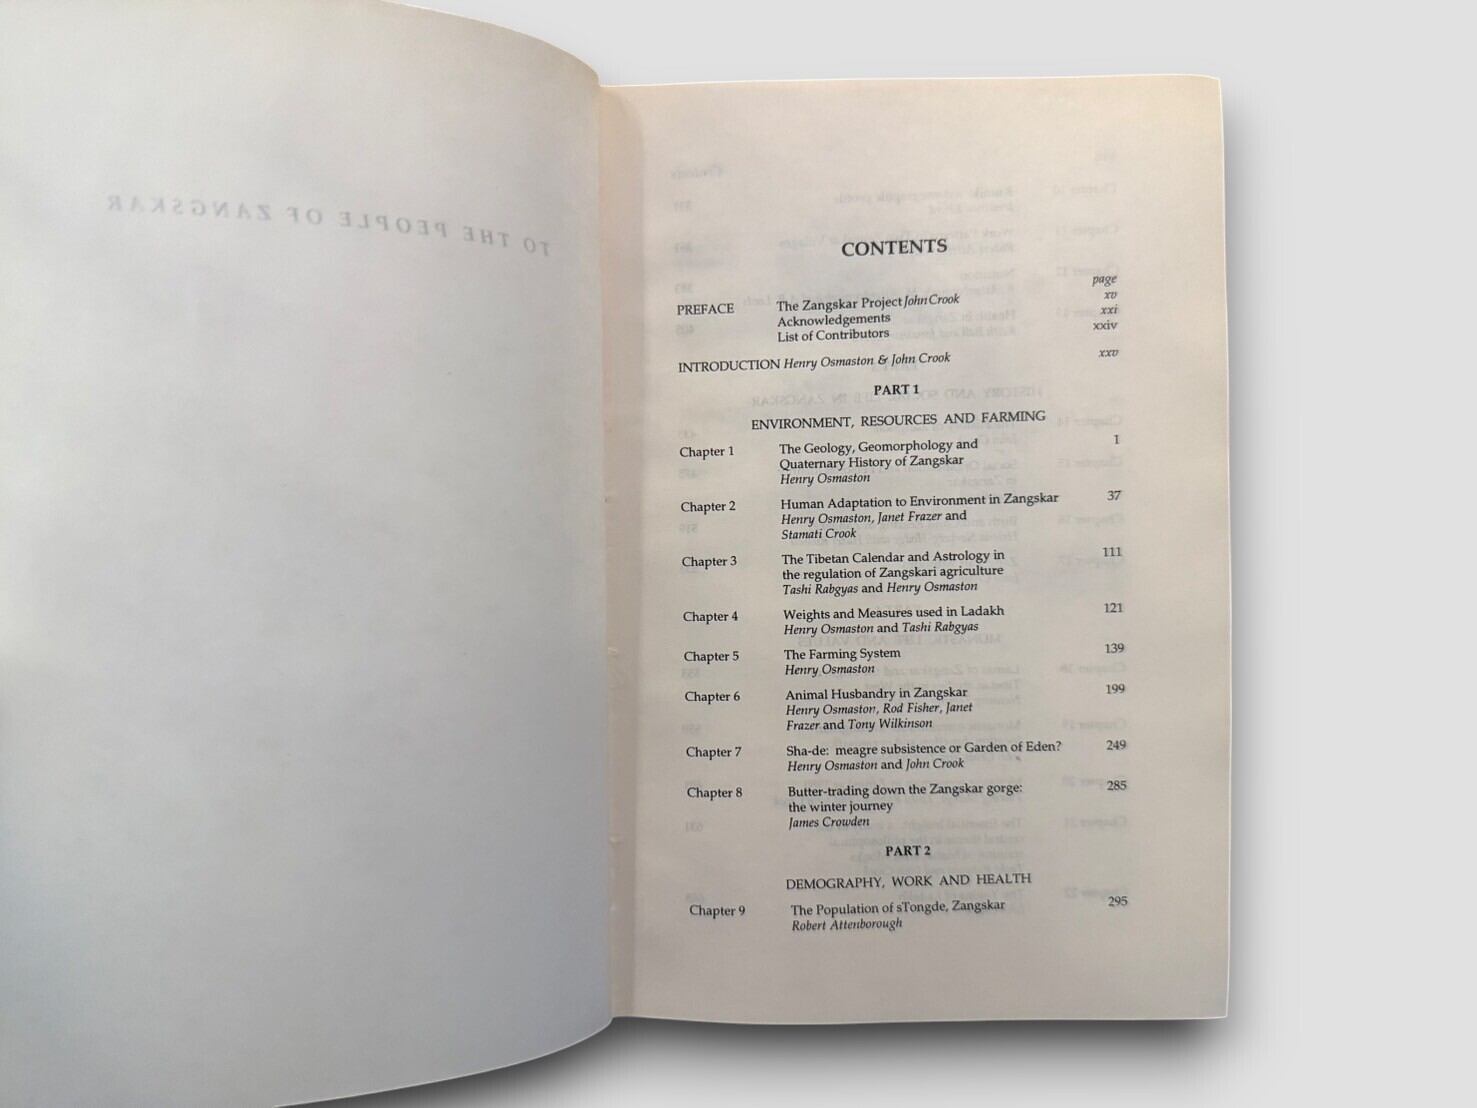 TO THE PEOPLE OF ZANGSKAR
CONTENTS
page
PREFACE The Zangskar Project John Crook xv
Acknowledgements xxi
List of Contributors xxiv
INTRODUCTION Henry Osmaston & John Crook xxv
PART 1
ENVIRONMENT, RESOURCES AND FARMING
Chapter 1 The Geology, Geomorphology and 1
Quaternary History of Zangskar
Henry Osmaston
Chapter 2 Human Adaptation to Environment in Zangskar 37
Henry Osmaston, Janet Frazer and
Stamati Crook
Chapter 3 The Tibetan Calendar and Astrology in 111
the regulation of Zangskari agriculture
Tashi Rabgyas and Henry Osmaston
Chapter 4 Weights and Measures used in Ladakh 121
Henry Osmaston and Tashi Rabgyas
Chapter 5 The Farming System 139
Henry Osmaston
Chapter 6 Animal Husbandry in Zangskar 199
Henry Osmaston, Rod Fisher, Janet
Frazer and Tony Wilkinson
Chapter 7 Sha-de: meagre subsistence or Garden of Eden? 249
Henry Osmaston and John Crook
Chapter 8 Butter-trading down the Zangskar gorge: 285
the winter journey
James Crowden
PART 2
DEMOGRAPHY, WORK AND HEALTH
Chapter 9 The Population of sTongde, Zangskar 295
Robert Attenborough